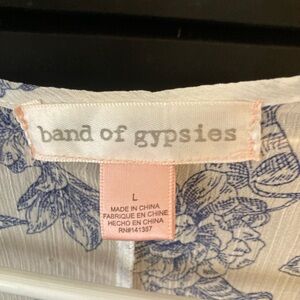 band of gypsies
L
MADE IN CHINA
FABRIQUE EN CHINE
HECHO EN CHINA
RN#141357